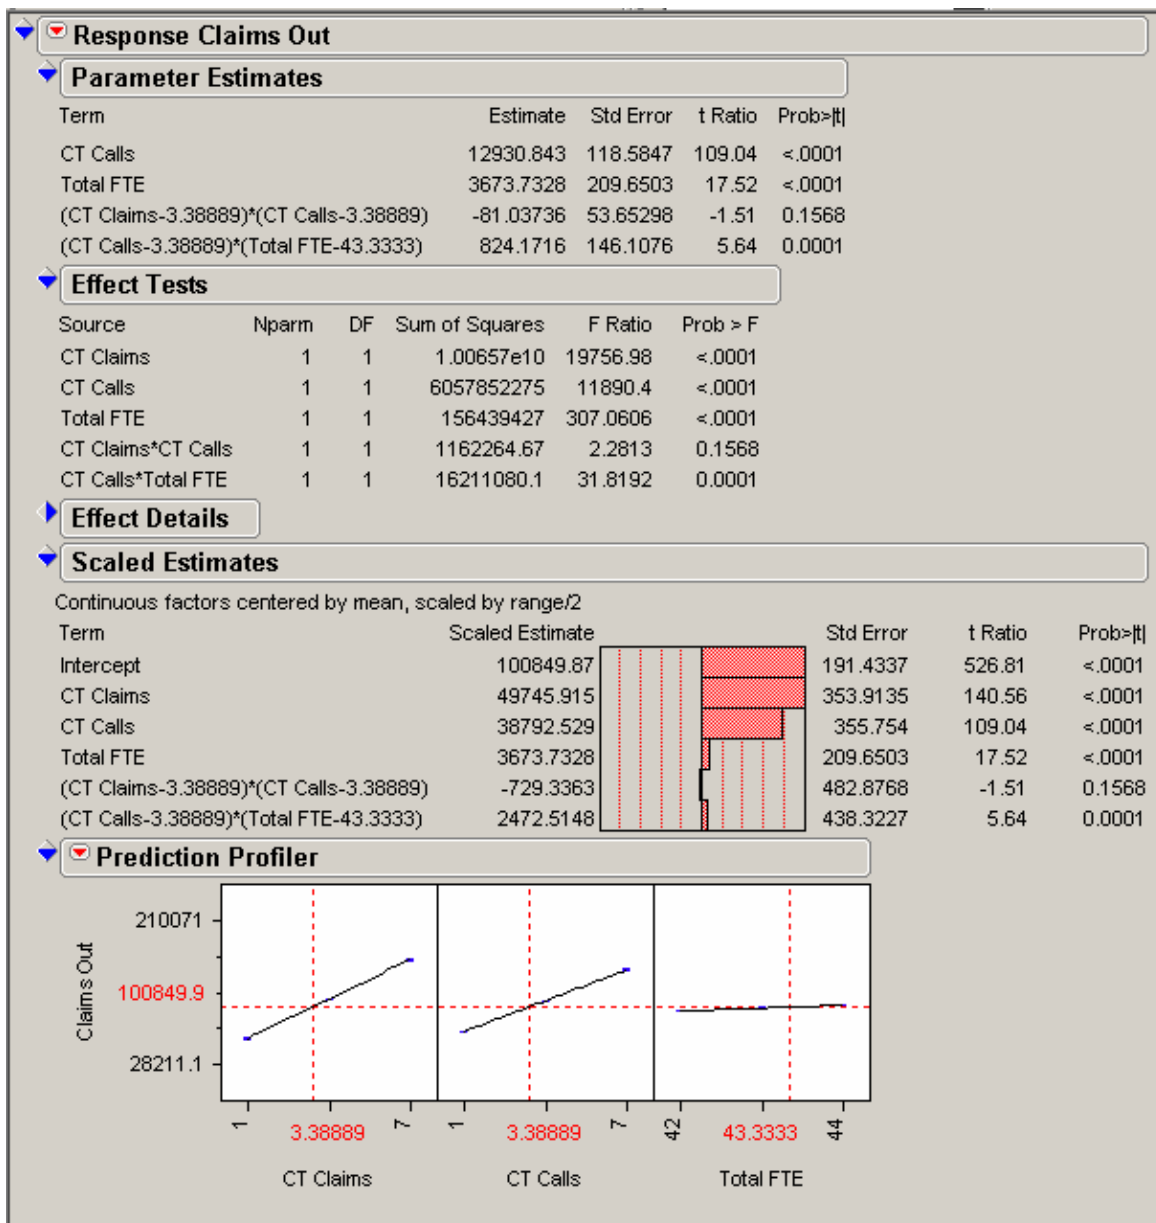 Response Claims Out
Parameter Estimates
Term Estimate Std Error t Ratio Prob>|t|
CT Calls 12930.843 118.5847 109.04 <.0001
Total FTE 3673.7328 209.6503 17.52 <.0001
(CT Claims-3.38889)*(CT Calls-3.38889) -81.03736 53.65298 -1.51 0.1568
(CT Calls-3.38889)*(Total FTE-43.3333) 824.1716 146.1076 5.64 0.0001
Effect Tests
Source Nparm DF Sum of Squares F Ratio Prob > F
CT Claims 1 1 1.00657e10 19756.98 <.0001
CT Calls 1 1 6057852275 11890.4 <.0001
Total FTE 1 1 156439427 307.0606 <.0001
CT Claims*CT Calls 1 1 1162264.67 2.2813 0.1568
CT Calls*Total FTE 1 1 16211080.1 31.8192 0.0001
Effect Details
Scaled Estimates
Continuous factors centered by mean, scaled by range/2
Term Scaled Estimate Std Error t Ratio Prob>|t|
Intercept 100849.87 191.4337 526.81 <.0001
CT Claims 49745.915 353.9135 140.56 <.0001
CT Calls 38792.529 355.754 109.04 <.0001
Total FTE 3673.7328 209.6503 17.52 <.0001
(CT Claims-3.38889)*(CT Calls-3.38889) -729.3363 482.8768 -1.51 0.1568
(CT Calls-3.38889)*(Total FTE-43.3333) 2472.5148 438.3227 5.64 0.0001
Prediction Profiler
Claims Out
210071
100849.9
28211.1
1 3.38889 7 1 3.38889 7 42 43.3333 44
CT Claims CT Calls Total FTE